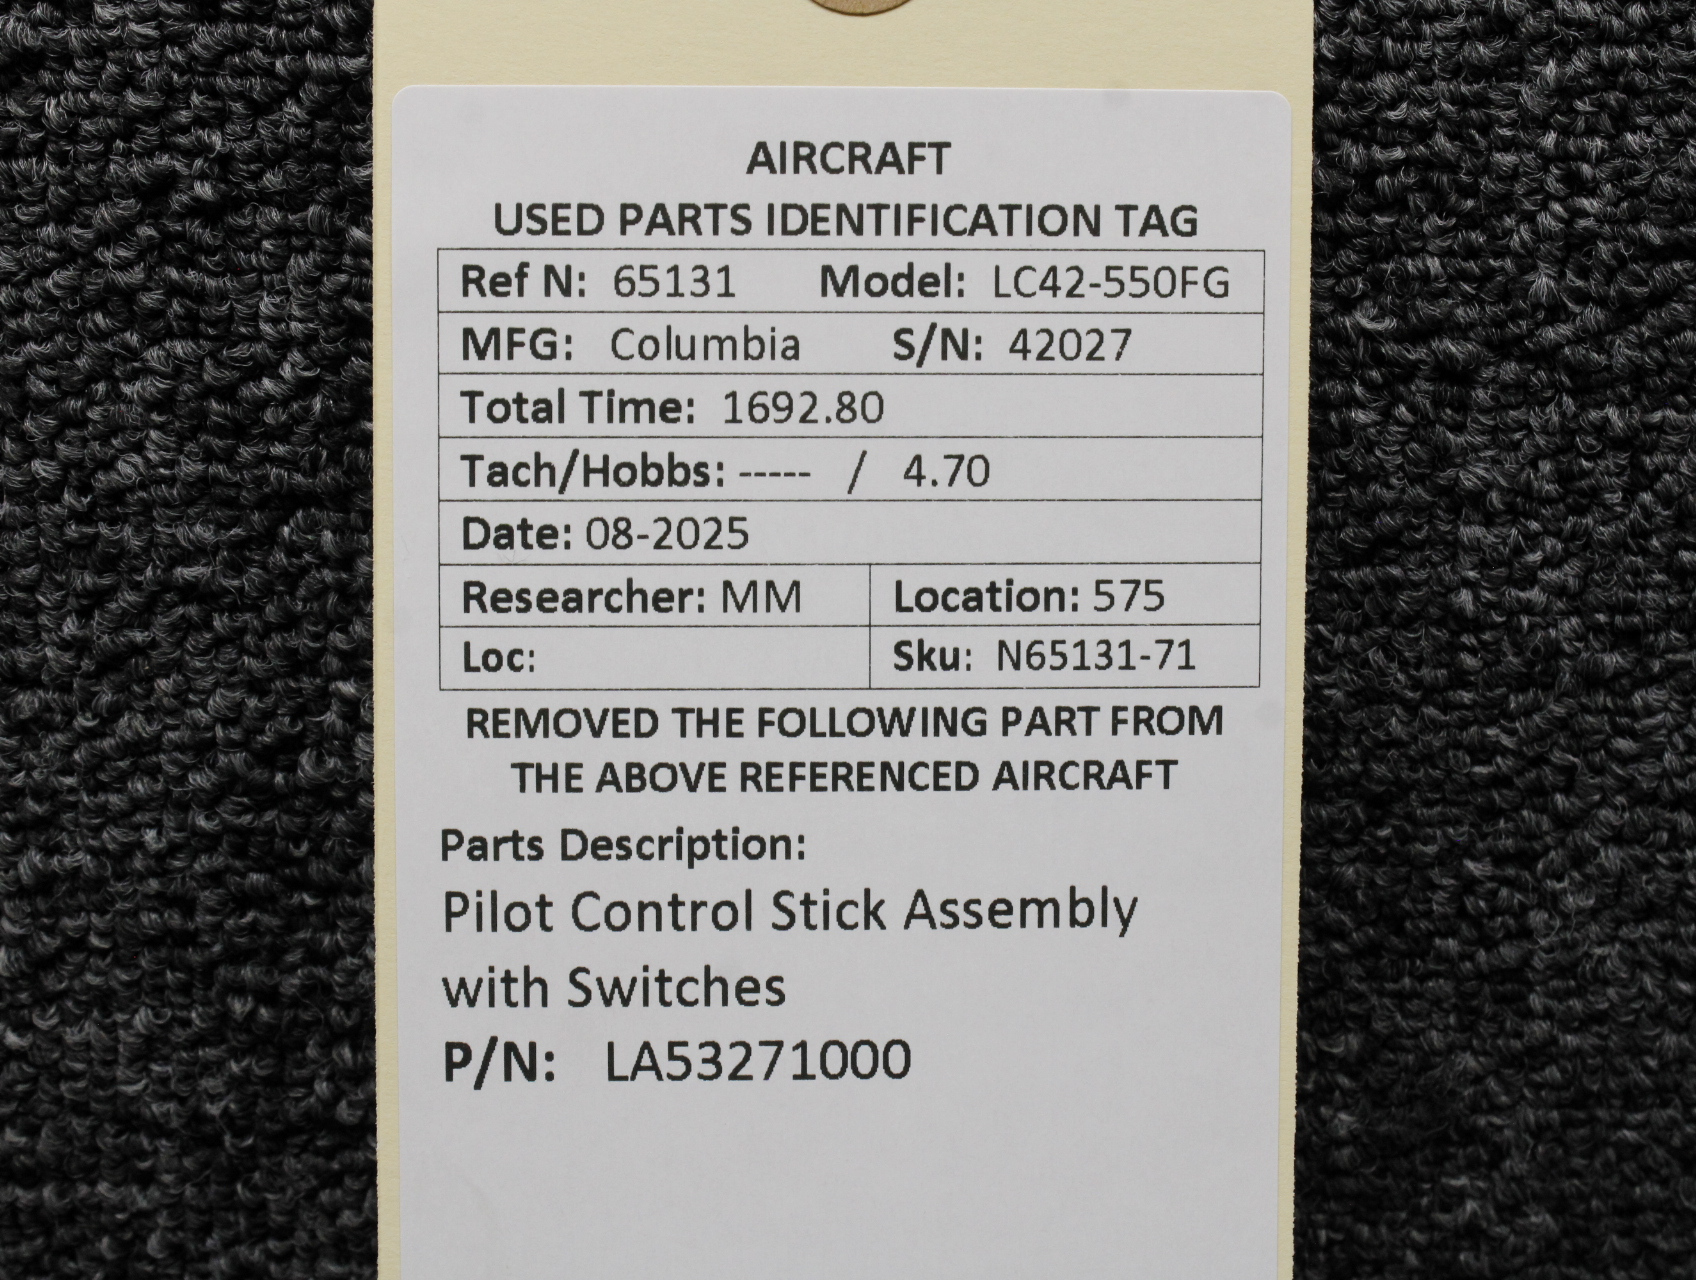 AIRCRAFT
USED PARTS IDENTIFICATION TAG
Ref N: 65131 Model: LC42-550FG
MFG: Columbia S/N: 42027
Total Time: 1692.80
Tach/Hobbs: ----- / 4.70
Date: 08-2025
Researcher: MM Location: 575
Loc: Sku: N65131-71
REMOVED THE FOLLOWING PART FROM
THE ABOVE REFERENCED AIRCRAFT
Parts Description:
Pilot Control Stick Assembly
with Switches
P/N: LA53271000